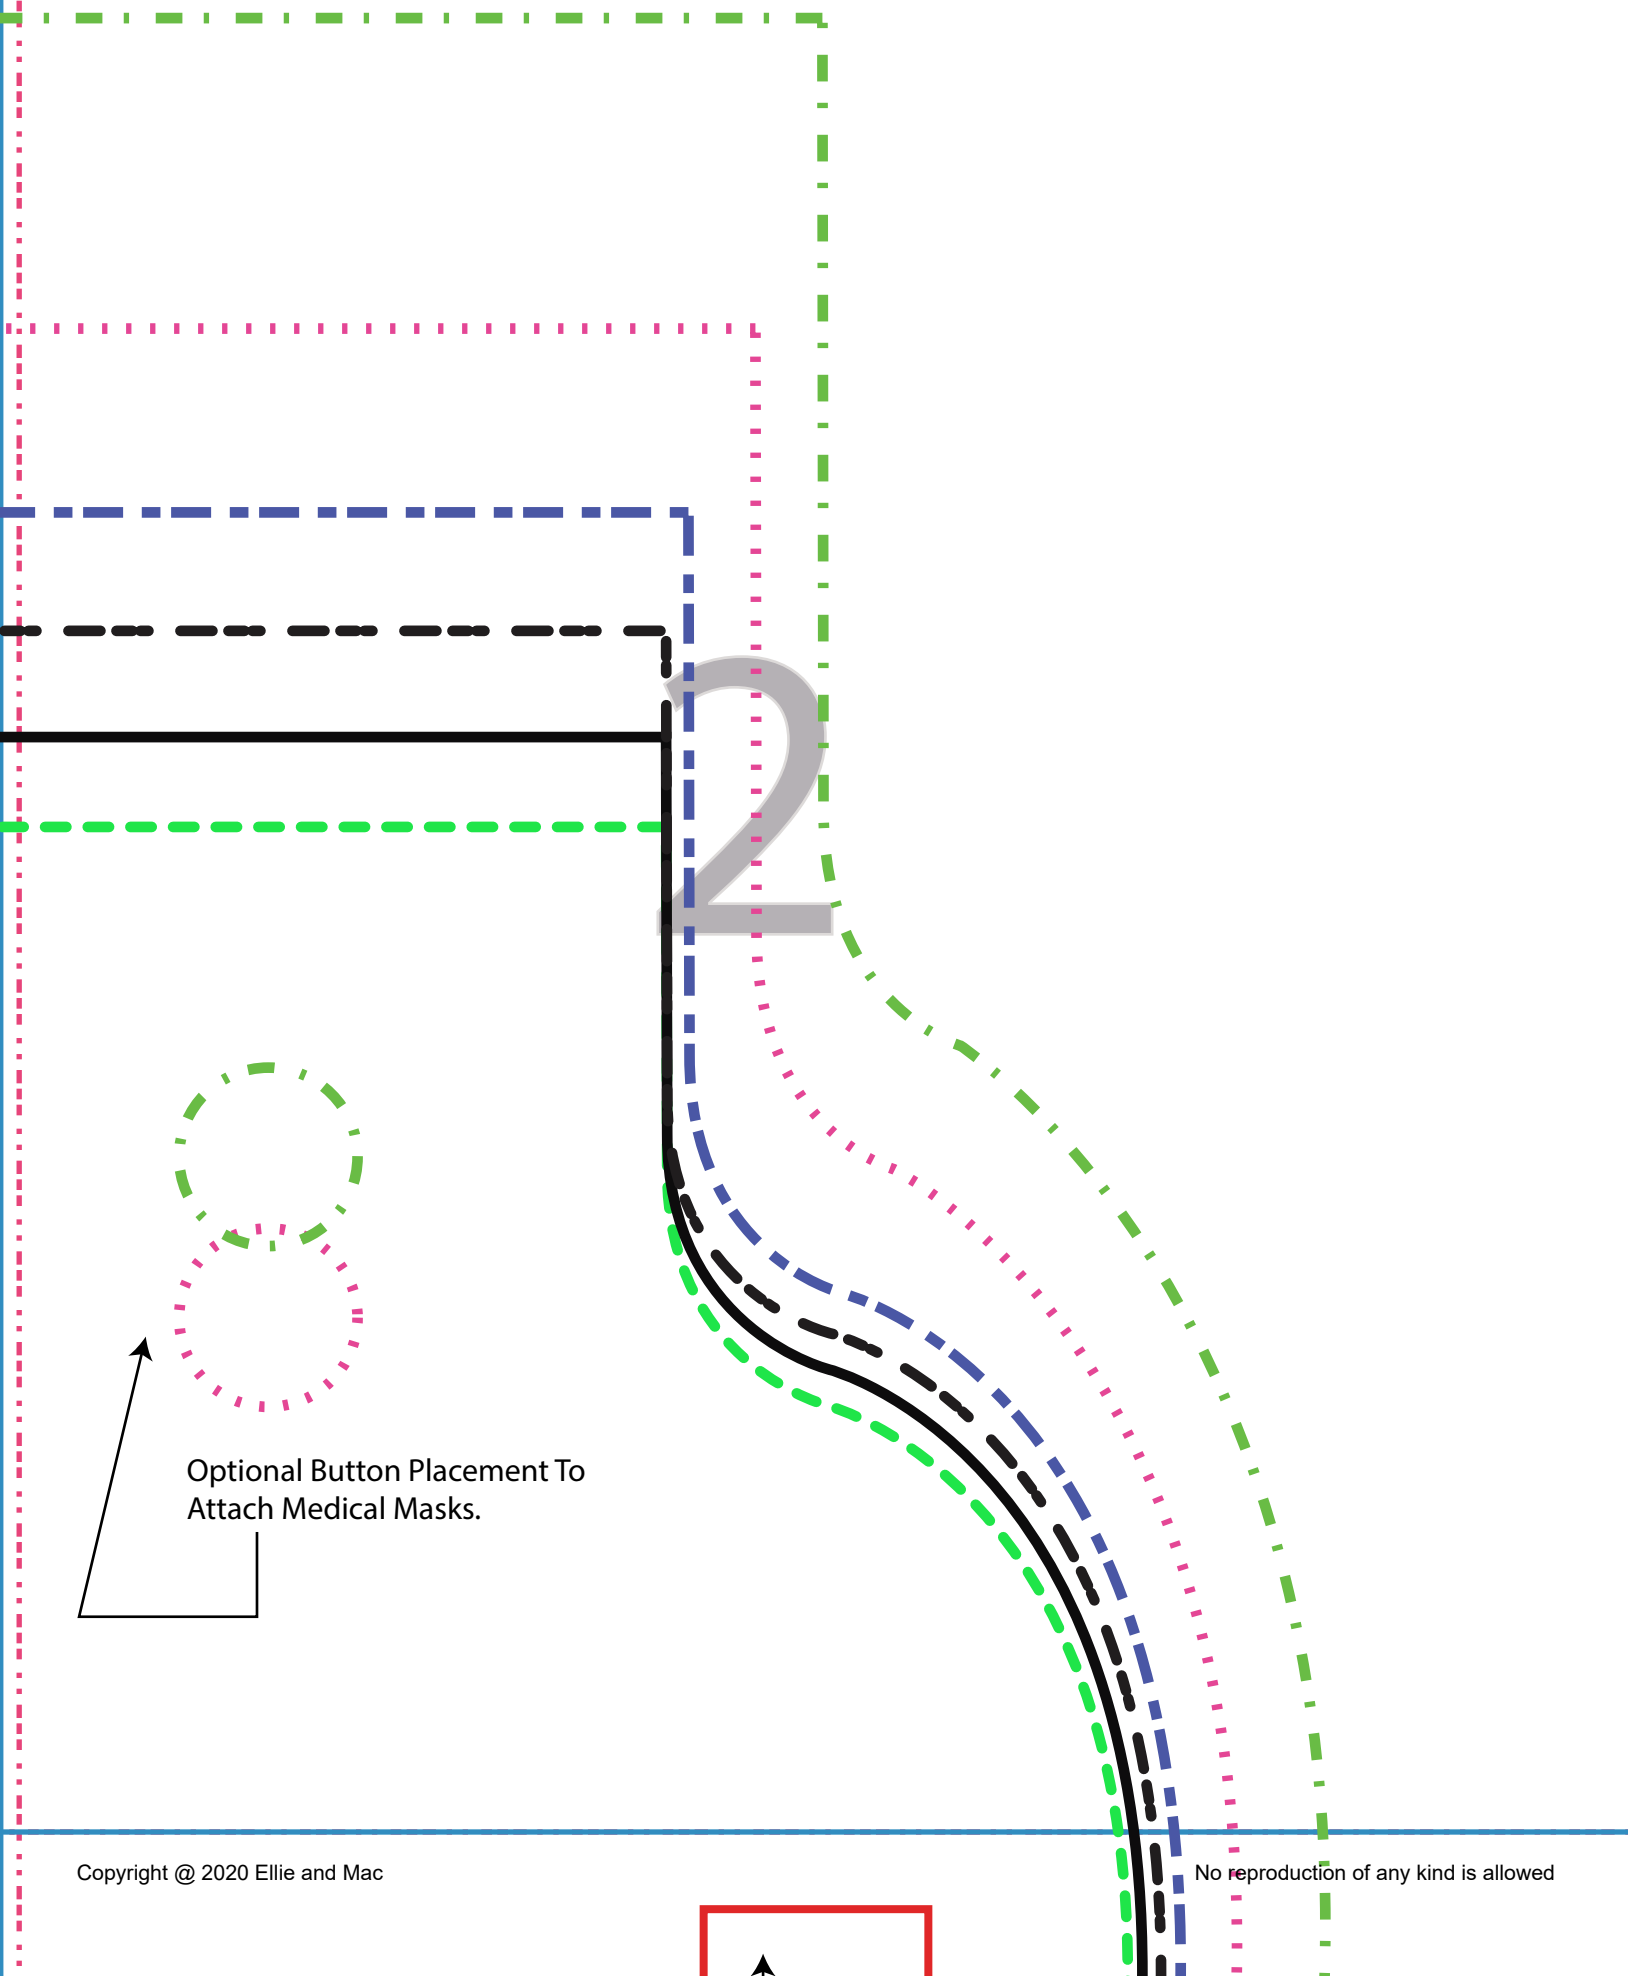 2
Optional Button Placement To
Attach Medical Masks.
Copyright @ 2020 Ellie and Mac
No reproduction of any kind is allowed